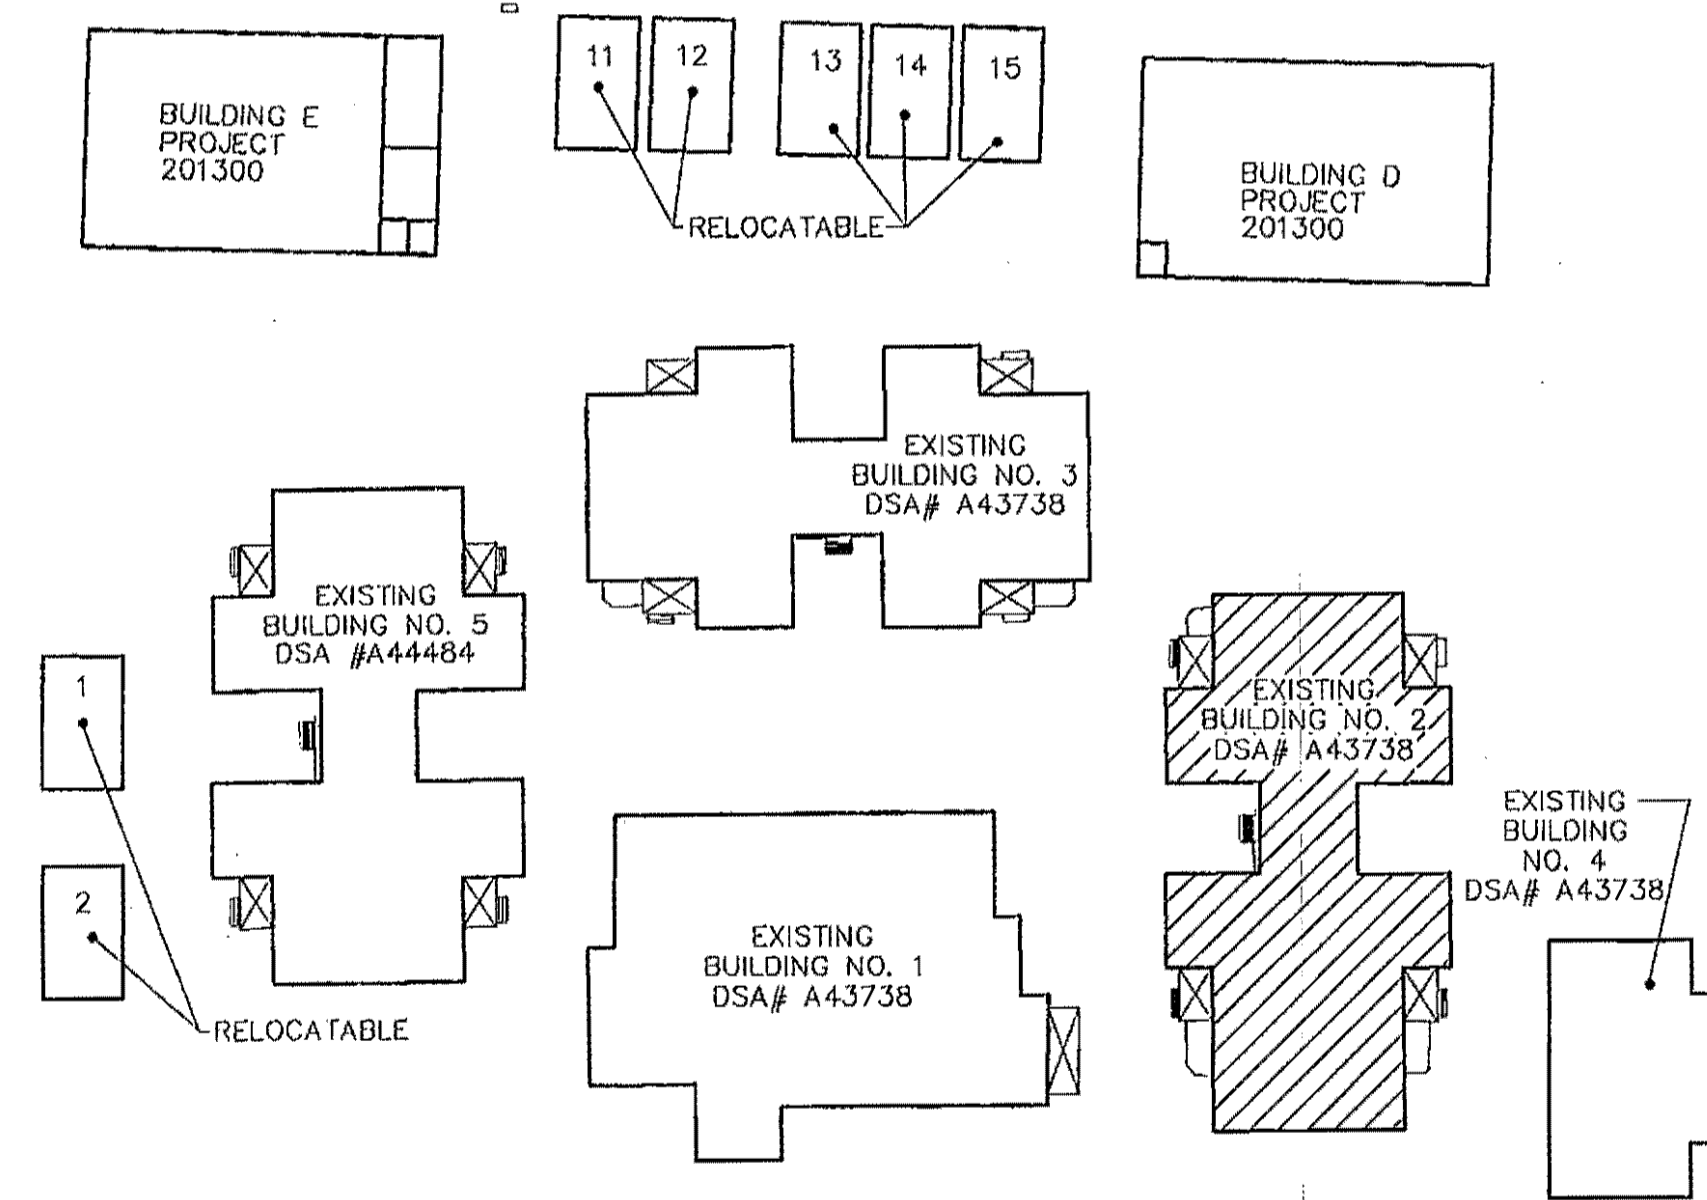 BUILDING E
PROJECT
201300
11
12
13
14
15
RELOCATABLE
BUILDING D
PROJECT
201300
EXISTING
BUILDING NO. 3
DSA# A43738
EXISTING
BUILDING NO. 5
DSA #A44484
1
2
RELOCATABLE
EXISTING
BUILDING NO. 1
DSA# A43738
EXISTING
BUILDING NO. 2
DSA# A43738
EXISTING
BUILDING
NO. 4
DSA# A43738